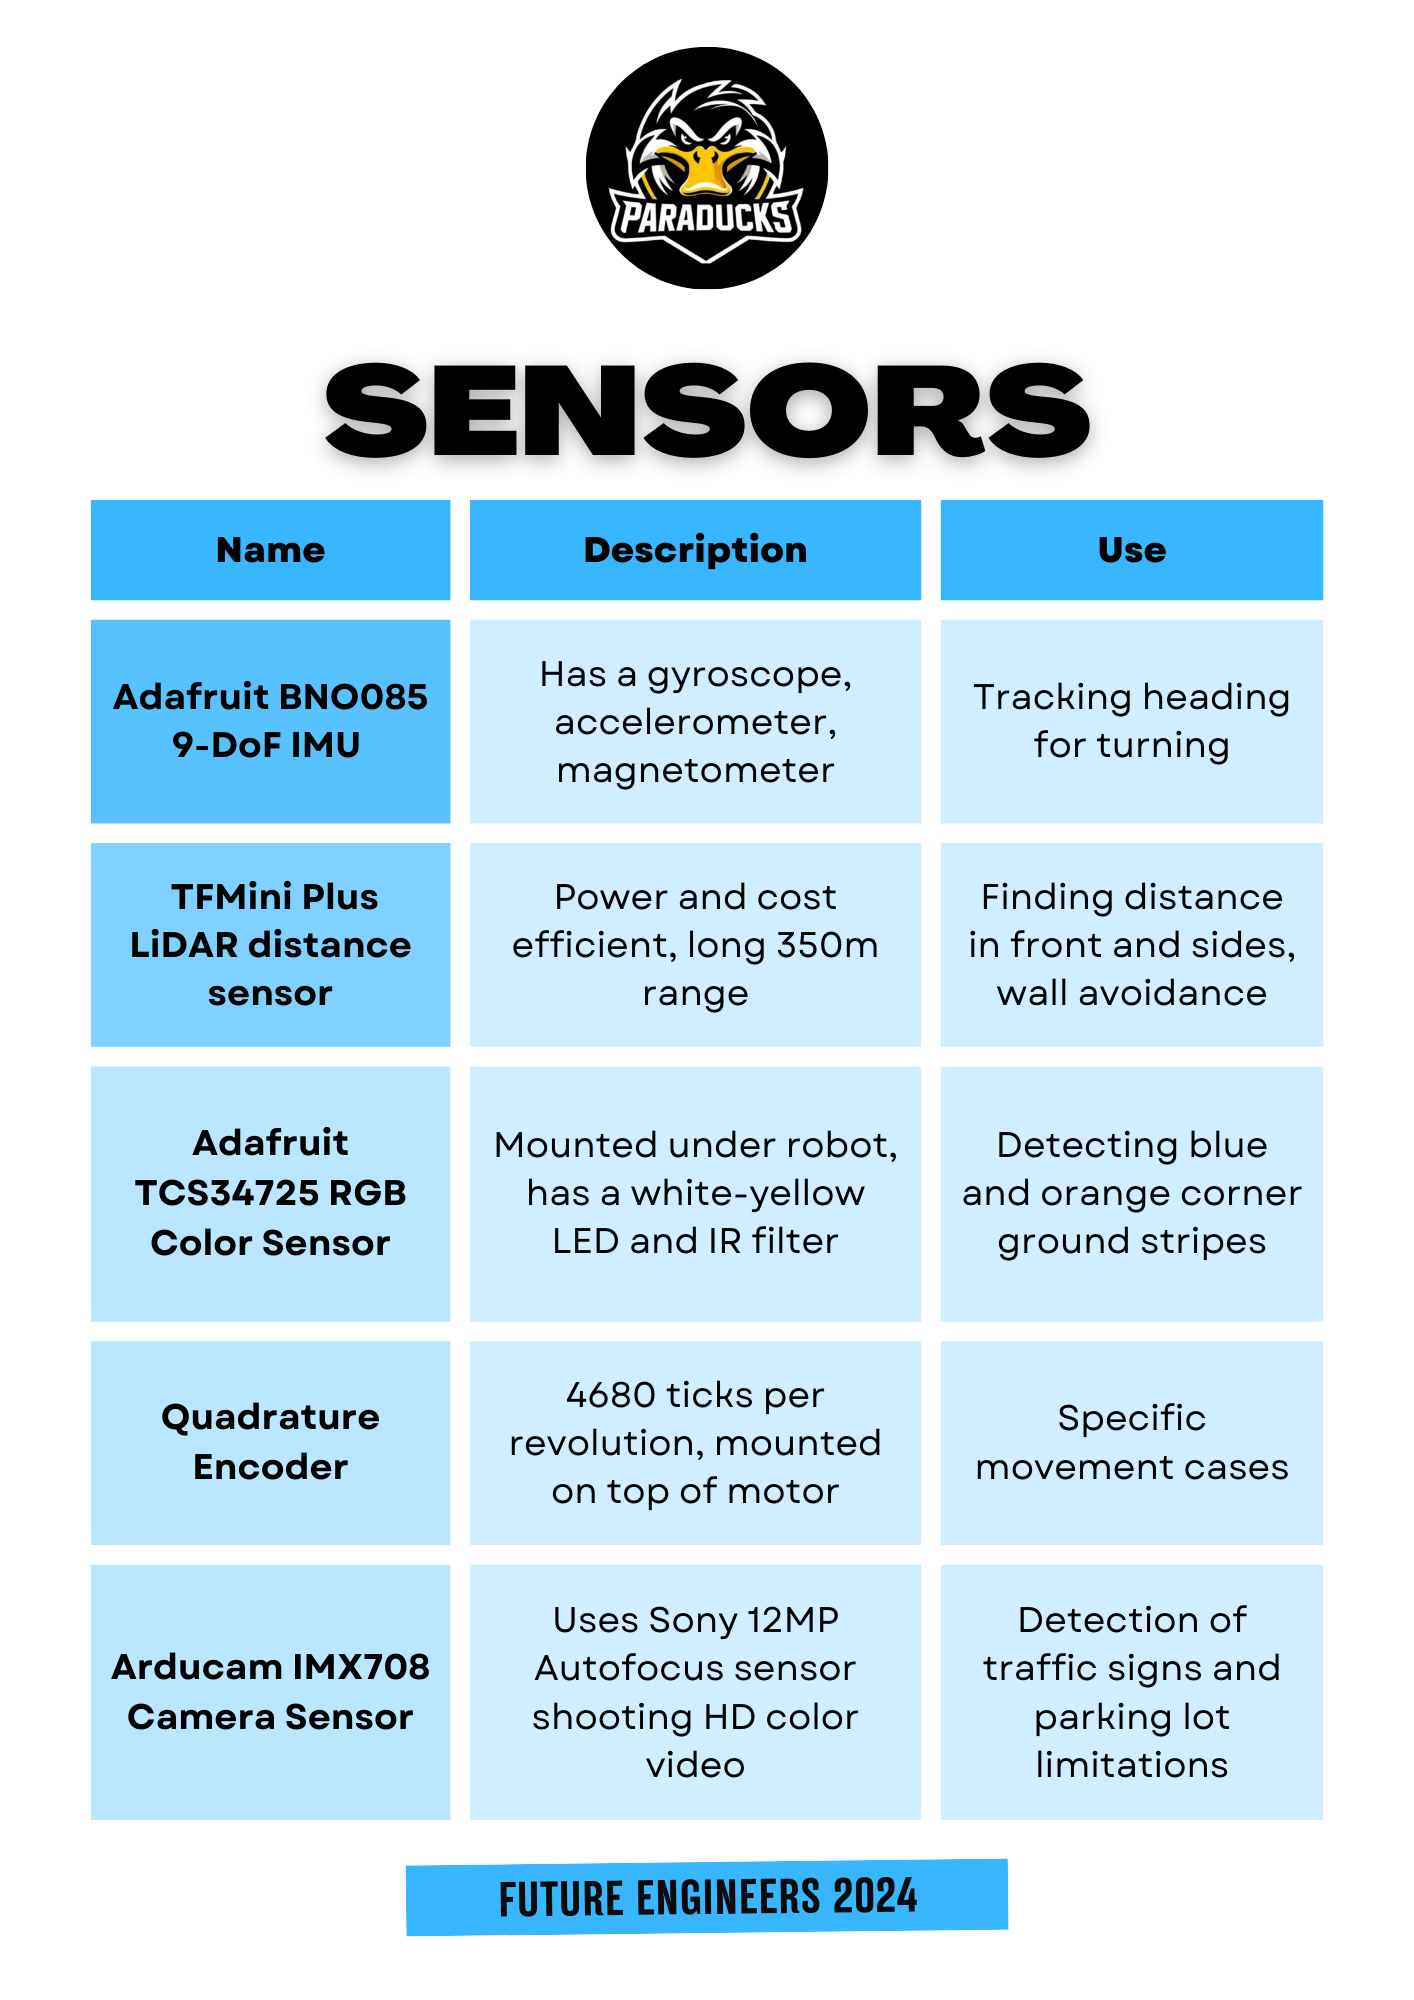 PARADUCKS
SENSORS
Name
Description
Use
Adafruit BNO085
9-DoF IMU
Has a gyroscope,
accelerometer,
magnetometer
Tracking heading
for turning
TFMini Plus
LiDAR distance
sensor
Power and cost
efficient, long 350m
range
Finding distance
in front and sides,
wall avoidance
Adafruit
TCS34725 RGB
Color Sensor
Mounted under robot,
has a white-yellow
LED and IR filter
Detecting blue
and orange corner
ground stripes
Quadrature
Encoder
4680 ticks per
revolution, mounted
on top of motor
Specific
movement cases
Arducam IMX708
Camera Sensor
Uses Sony 12MP
Autofocus sensor
shooting HD color
video
Detection of
traffic signs and
parking lot
limitations
FUTURE ENGINEERS 2024